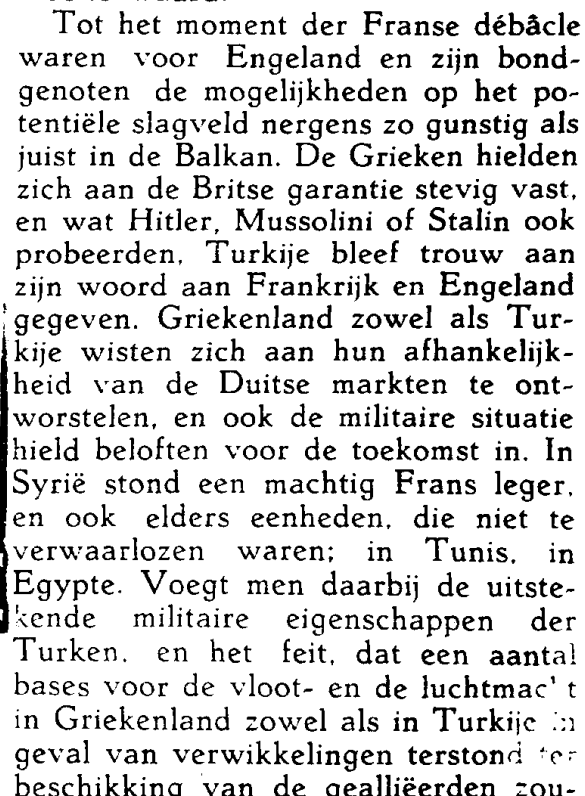 Tot het moment der Franse débâcle
waren voor Engeland en zijn bond-
genoten de mogelijkheden op het po-
tentiële slagveld nergens zo gunstig als
juist in de Balkan. De Grieken hielden
zich aan de Britse garantie stevig vast,
en wat Hitler, Mussolini of Stalin ook
probeerden, Turkije bleef trouw aan
zijn woord aan Frankrijk en Engeland
gegeven. Griekenland zowel als Tur-
kije wisten zich aan hun afhankelijk-
heid van de Duitse markten te ont-
worstelen, en ook de militaire situatie
hield beloften voor de toekomst in. In
Syrië stond een machtig Frans leger,
en ook elders eenheden, die niet te
verwaarlozen waren; in Tunis, in
Egypte. Voegt men daarbij de uitste-
kende militaire eigenschappen der
Turken, en het feit, dat een aantal
bases voor de vloot- en de luchtmacht
in Griekenland zowel als in Turkije in
geval van verwikkelingen terstond ter
beschikking van de geallieerden zou-